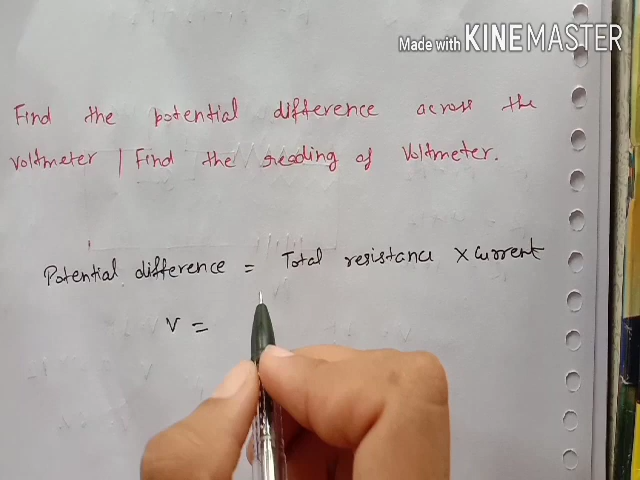 Made with KINEMASTER
Find the potential difference across the
voltmeter | Find the reading of Voltmeter.
Potential difference = Total resistance × Current
V =